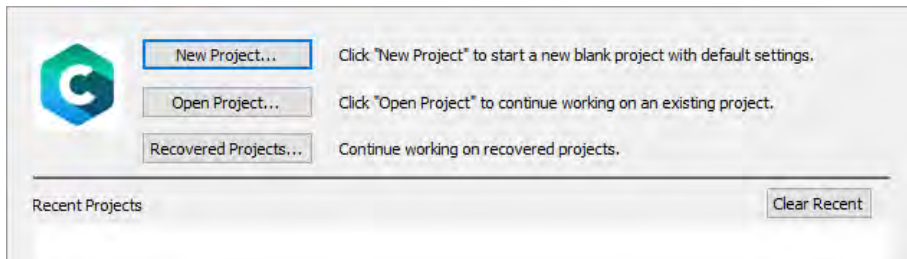 C
New Project... Click "New Project" to start a new blank project with default settings.
Open Project... Click "Open Project" to continue working on an existing project.
Recovered Projects... Continue working on recovered projects.
Recent Projects Clear Recent